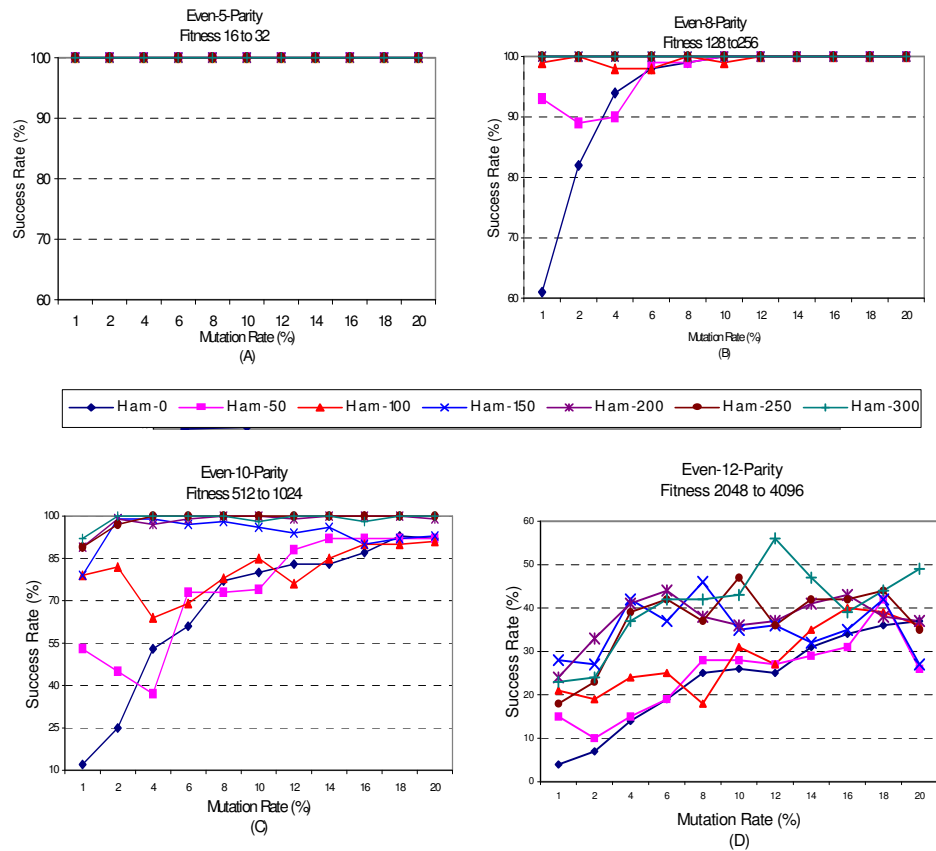 Even-5-Parity
Fitness 16 to 32
100
90
80
70
60
Success Rate (%)
1 2 4 6 8 10 12 14 16 18 20
Mutation Rate (%)
(A)
Even-8-Parity
Fitness 128 to256
100
90
80
70
60
Success Rate (%)
1 2 4 6 8 10 12 14 16 18 20
Mutation Rate (%)
(B)
Ham-0 Ham-50 Ham-100 Ham-150 Ham-200 Ham-250 Ham-300
Even-10-Parity
Fitness 512 to 1024
100
85
70
55
40
25
10
Success Rate (%)
1 2 4 6 8 10 12 14 16 18 20
Mutation Rate (%)
(C)
Even-12-Parity
Fitness 2048 to 4096
60
50
40
30
20
10
0
Success Rate (%)
1 2 4 6 8 10 12 14 16 18 20
Mutation Rate (%)
(D)